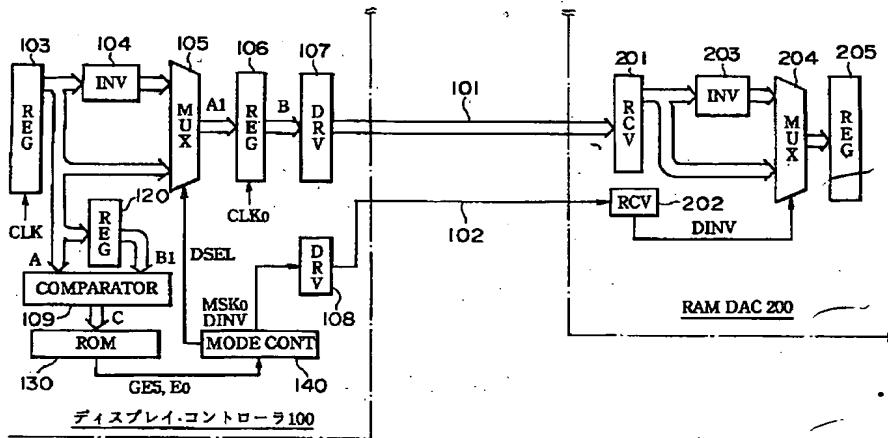 103
104
105
106
107
REG
INV
MUX
A1
REG
B
DRV
CLK
CLK0
120
REG
A
B1
DSEL
COMPARATOR
109
C
MSK0
DINV
DRV
108
ROM
130
MODE CONT
140
GE5, E0
ディスプレイ・コントローラ100
101
102
201
203
204
205
RCV
INV
MUX
REG
RCV
202
DINV
RAM DAC 200